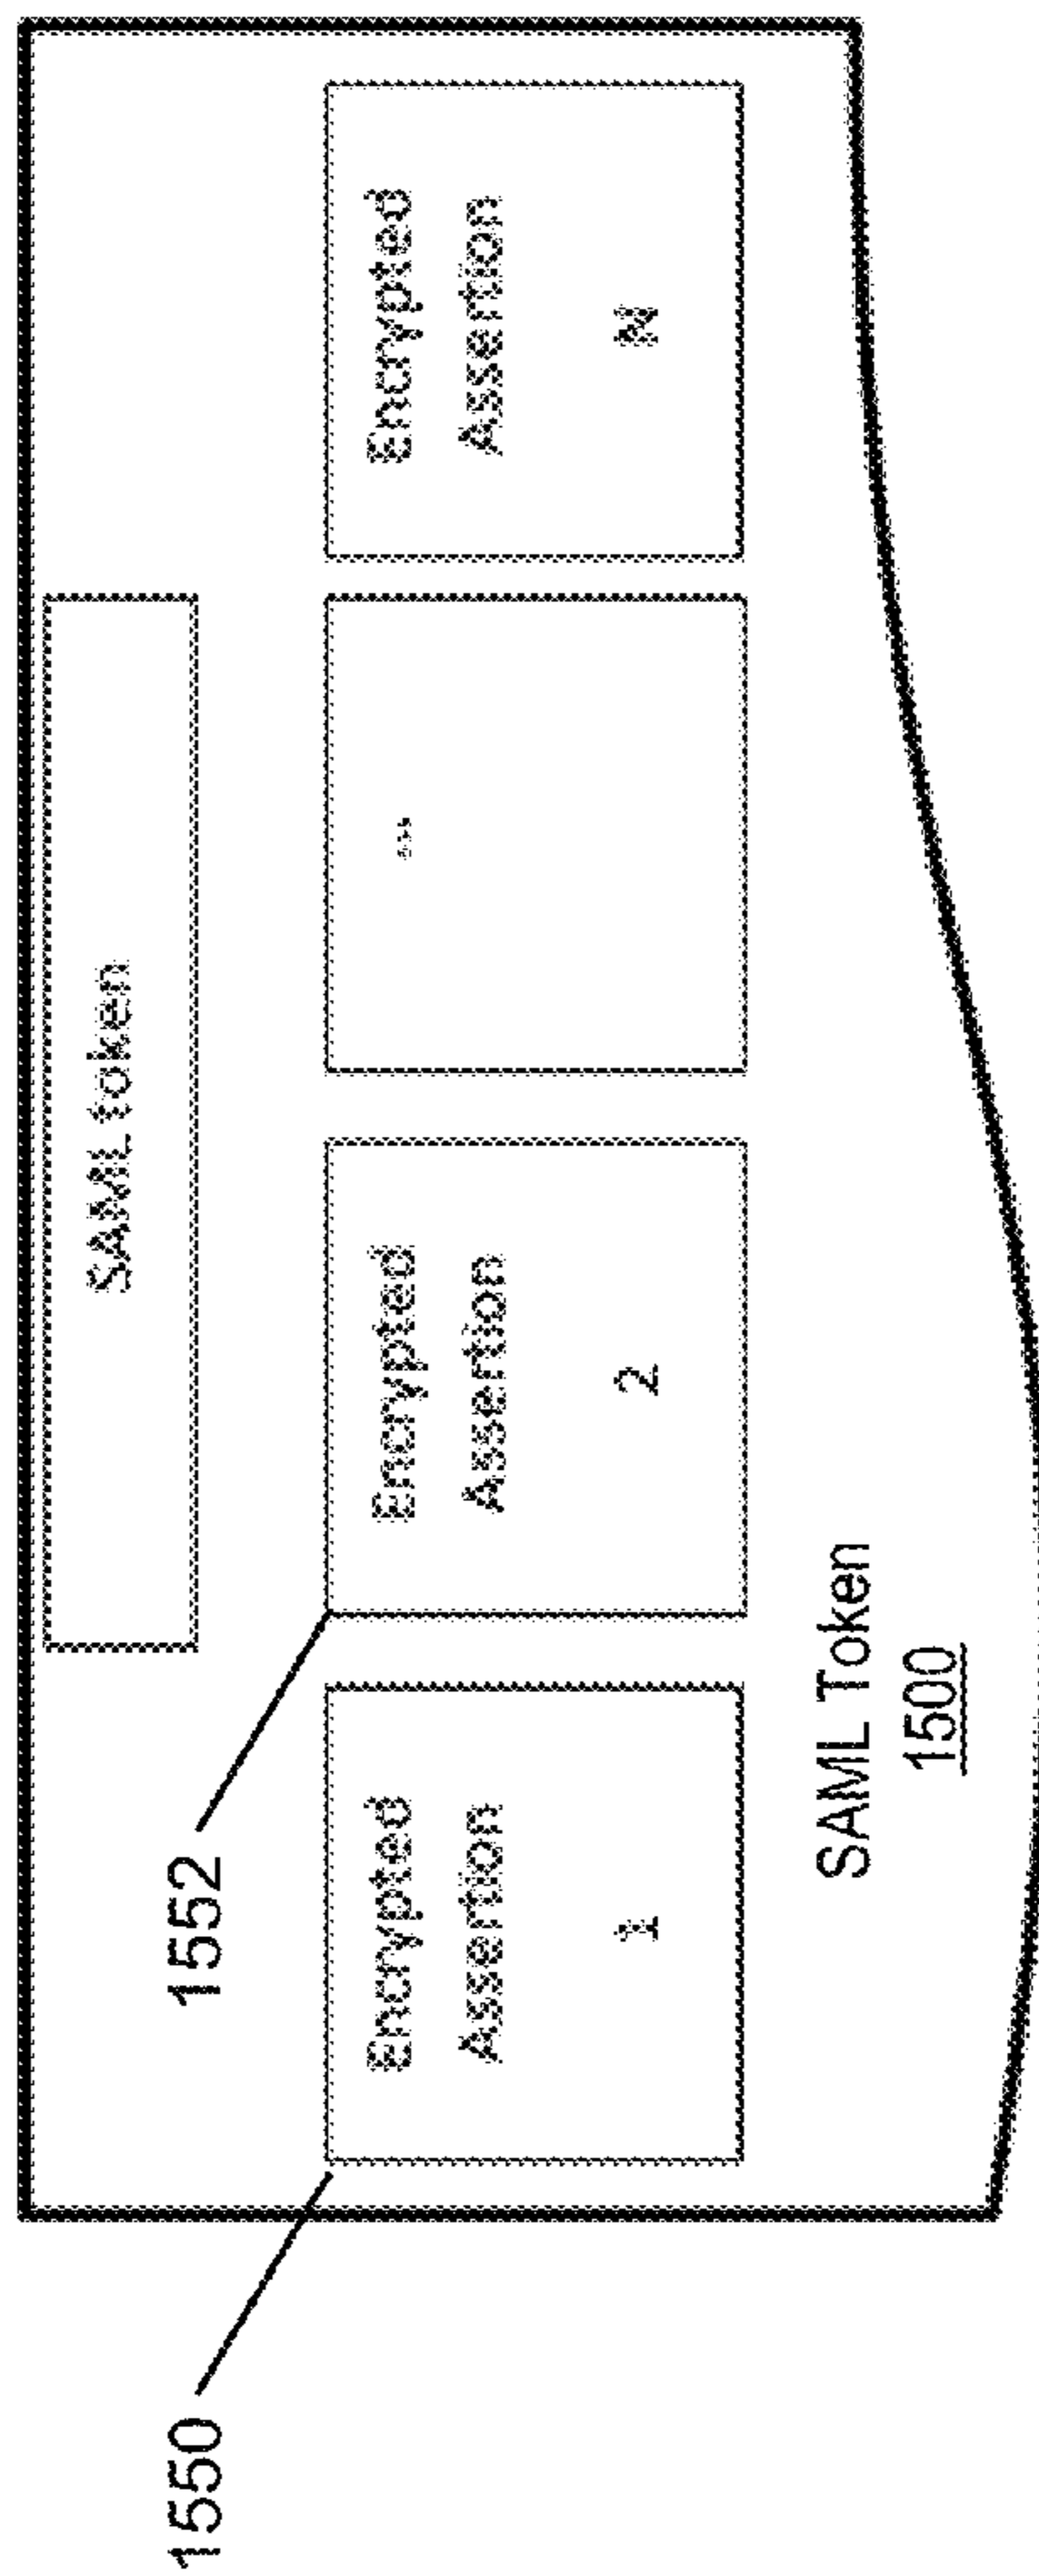 SAML token
1550
1552
Encrypted
Assertion
1
Encrypted
Assertion
2
...
Encrypted
Assertion
N
SAML Token
1500